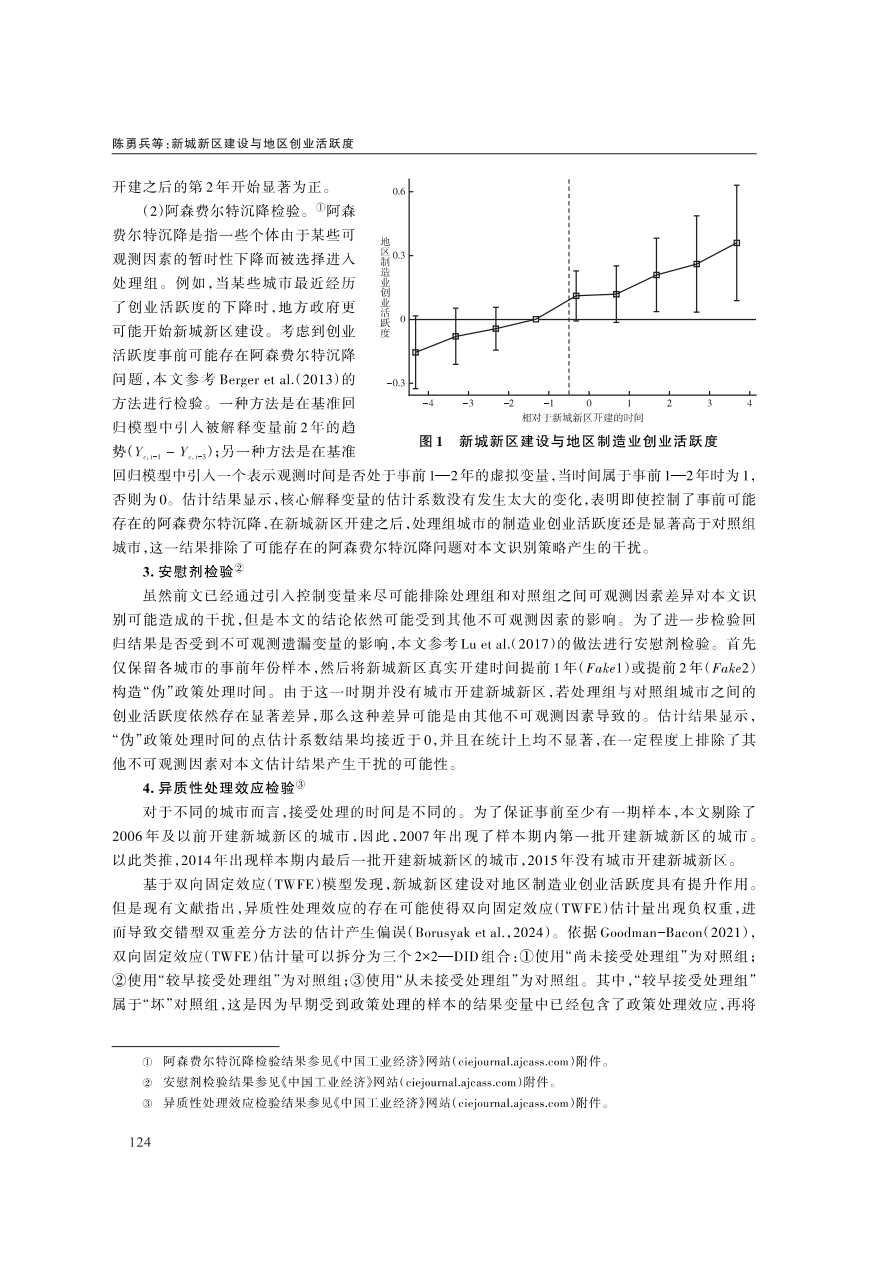 陈勇兵等:新城新区建设与地区创业活跃度
开建之后的第2年开始显著为正。
(2)阿森费尔特沉降检验。①阿森
费尔特沉降是指一些个体由于某些可
观测因素的暂时性下降而被选择进入
处理组。例如,当某些城市最近经历
了创业活跃度的下降时,地方政府更
可能开始新城新区建设。考虑到创业
活跃度事前可能存在阿森费尔特沉降
问题,本文参考 Berger et al.(2013)的
方法进行检验。一种方法是在基准回
归模型中引入被解释变量前2年的趋
势(Yc,t-1 - Yc,t-3);另一种方法是在基准
地区制造业创业活跃度
0.6
0.3
0
-0.3
-4 -3 -2 -1 0 1 2 3 4
相对于新城新区开建的时间
图1 新城新区建设与地区制造业创业活跃度
回归模型中引入一个表示观测时间是否处于事前1—2年的虚拟变量,当时间属于事前1—2年时为1,
否则为0。估计结果显示,核心解释变量的估计系数没有发生太大的变化,表明即使控制了事前可能
存在的阿森费尔特沉降,在新城新区开建之后,处理组城市的制造业创业活跃度还是显著高于对照组
城市,这一结果排除了可能存在的阿森费尔特沉降问题对本文识别策略产生的干扰。
3. 安慰剂检验②
虽然前文已经通过引入控制变量来尽可能排除处理组和对照组之间可观测因素差异对本文识
别可能造成的干扰,但是本文的结论依然可能受到其他不可观测因素的影响。为了进一步检验回
归结果是否受到不可观测遗漏变量的影响,本文参考 Lu et al.(2017)的做法进行安慰剂检验。首先
仅保留各城市的事前年份样本,然后将新城新区真实开建时间提前1年(Fake1)或提前2年(Fake2)
构造“伪”政策处理时间。由于这一时期并没有城市开建新城新区,若处理组与对照组城市之间的
创业活跃度依然存在显著差异,那么这种差异可能是由其他不可观测因素导致的。估计结果显示,
“伪”政策处理时间的点估计系数结果均接近于0,并且在统计上均不显著,在一定程度上排除了其
他不可观测因素对本文估计结果产生干扰的可能性。
4. 异质性处理效应检验③
对于不同的城市而言,接受处理的时间是不同的。为了保证事前至少有一期样本,本文剔除了
2006年及以前开建新城新区的城市,因此,2007年出现了样本期内第一批开建新城新区的城市。
以此类推,2014年出现样本期内最后一批开建新城新区的城市,2015年没有城市开建新城新区。
基于双向固定效应(TWFE)模型发现,新城新区建设对地区制造业创业活跃度具有提升作用。
但是现有文献指出,异质性处理效应的存在可能使得双向固定效应(TWFE)估计量出现负权重,进
而导致交错型双重差分方法的估计产生偏误(Borusyak et al.,2024)。依据 Goodman-Bacon(2021),
双向固定效应(TWFE)估计量可以拆分为三个2×2—DID组合:①使用“尚未接受处理组”为对照组;
②使用“较早接受处理组”为对照组;③使用“从未接受处理组”为对照组。其中,“较早接受处理组”
属于“坏”对照组,这是因为早期受到政策处理的样本的结果变量中已经包含了政策处理效应,再将
① 阿森费尔特沉降检验结果参见《中国工业经济》网站(ciejournal.ajcass.com)附件。
② 安慰剂检验结果参见《中国工业经济》网站(ciejournal.ajcass.com)附件。
③ 异质性处理效应检验结果参见《中国工业经济》网站(ciejournal.ajcass.com)附件。
124